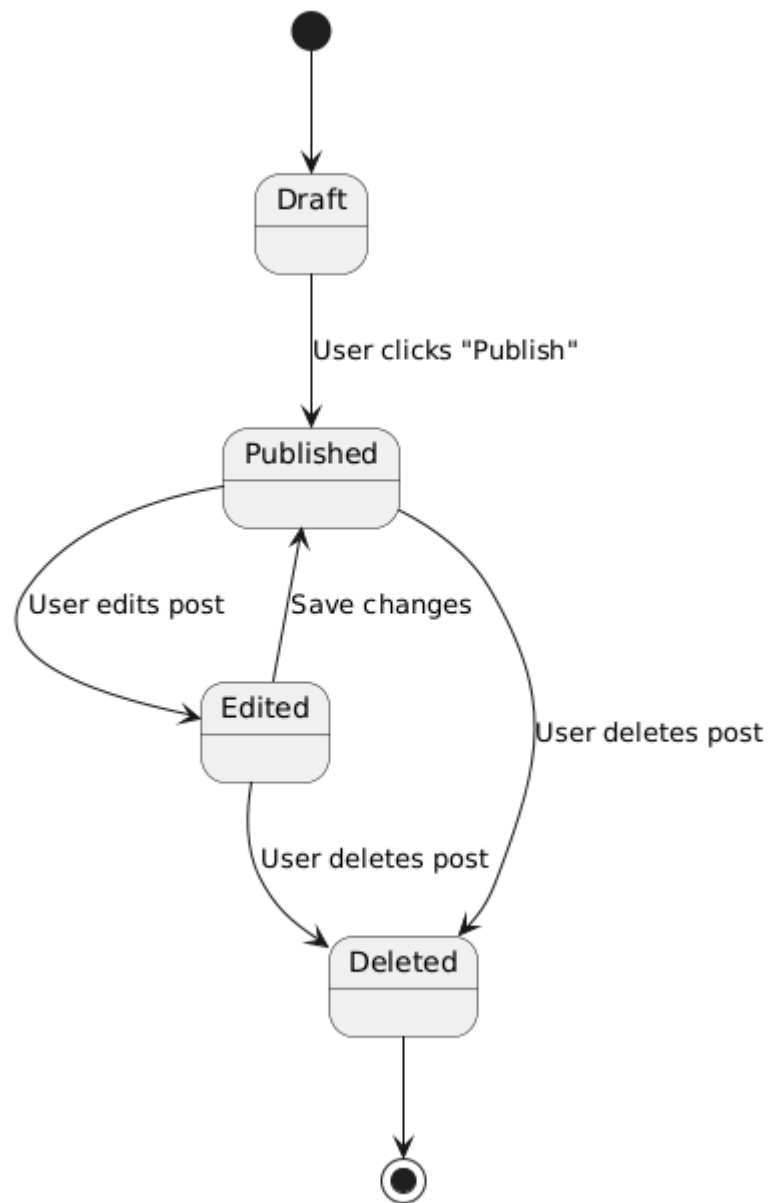 Draft
User clicks "Publish"
Published
User edits post
Save changes
Edited
User deletes post
User deletes post
Deleted